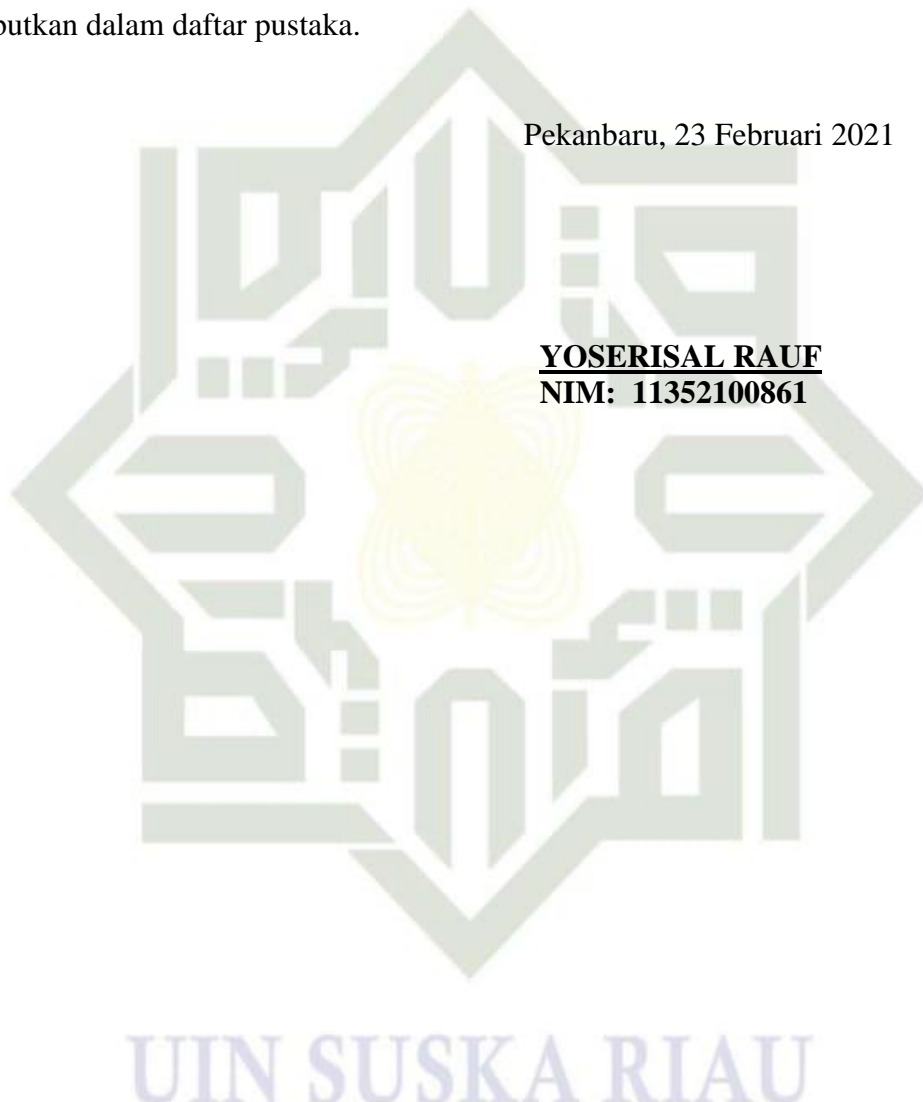 butkan dalam daftar pustaka.
Pekanbaru, 23 Februari 2021
YOSERISAL RAUF
NIM: 11352100861
UIN SUSKA RIAU